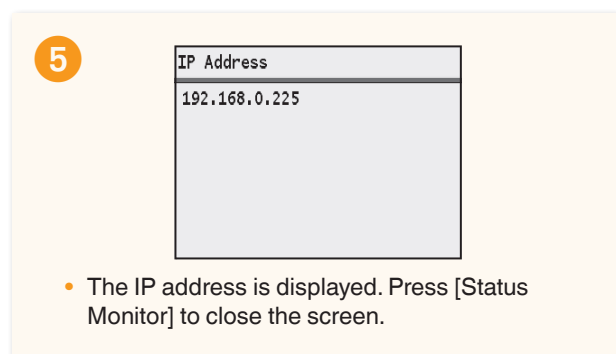 5
IP Address
192.168.0.225
• The IP address is displayed. Press [Status
Monitor] to close the screen.